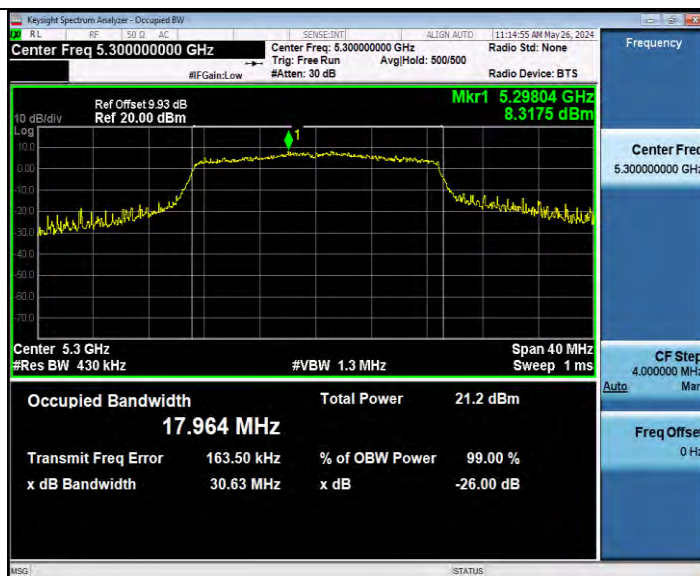 Keysight Spectrum Analyzer - Occupied BW
RL RF 50 Ω AC SENSE:INT ALIGN AUTO 11:14:55 AM May 26, 2024
Center Freq 5.300000000 GHz
Center Freq: 5.300000000 GHz Radio Std: None
Trig: Free Run Avg|Hold: 500/500
#IFGain:Low #Atten: 30 dB Radio Device: BTS
Frequency
Ref Offset 9.93 dB Mkr1 5.29804 GHz
10 dB/div Ref 20.00 dBm 8.3175 dBm
Log
1
10.0
0.00
-10.0
-20.0
-30.0
-40.0
-50.0
-60.0
-70.0
Center 5.3 GHz Span 40 MHz
#Res BW 430 kHz #VBW 1.3 MHz Sweep 1 ms
Occupied Bandwidth Total Power 21.2 dBm
17.964 MHz
Transmit Freq Error 163.50 kHz % of OBW Power 99.00 %
x dB Bandwidth 30.63 MHz x dB -26.00 dB
Center Freq
5.300000000 GHz
CF Step
4.000000 MHz
Auto Man
Freq Offset
0 Hz
MSG STATUS